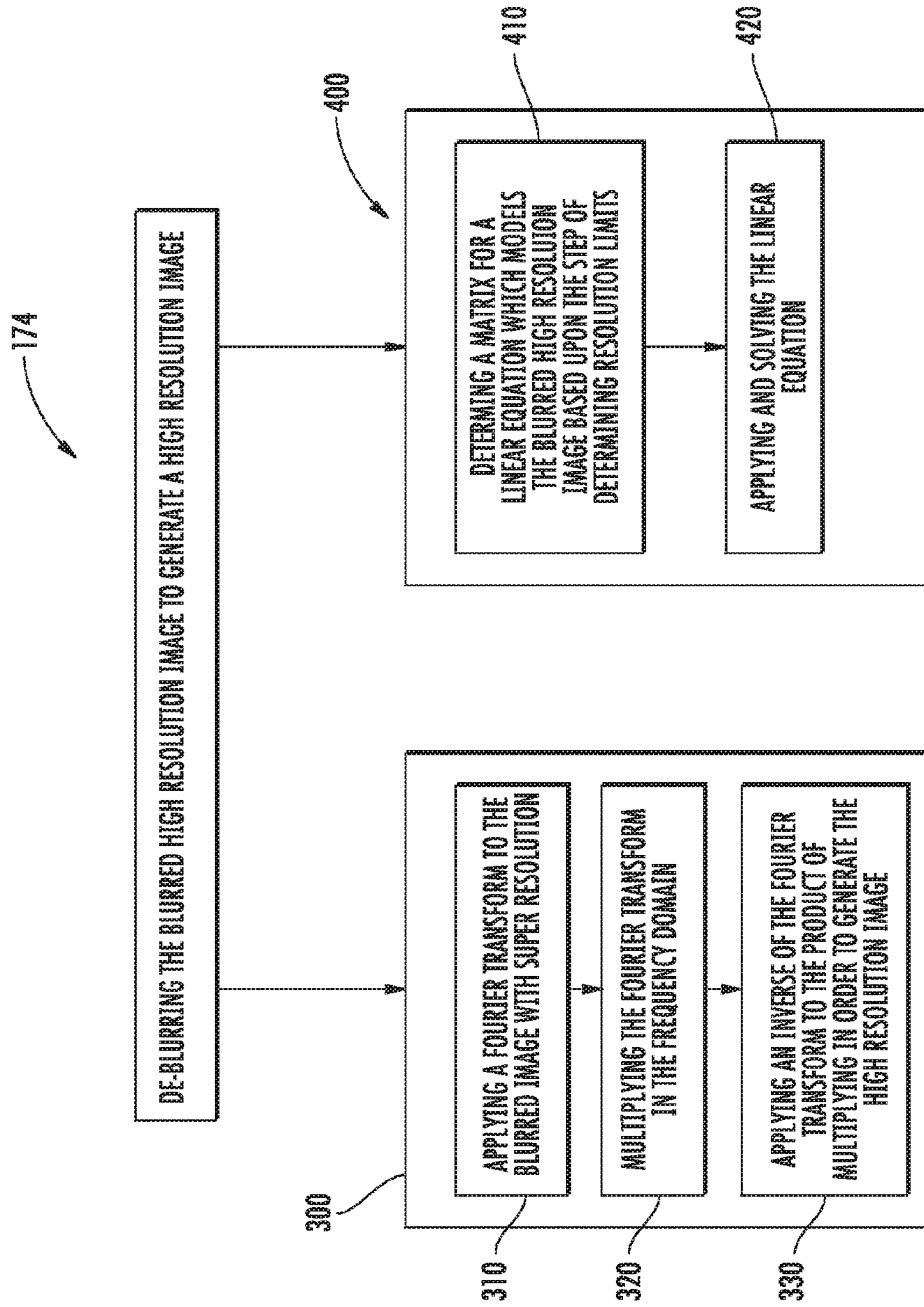 174
DE-BLURRING THE BLURRED HIGH RESOLUTION IMAGE TO GENERATE A HIGH RESOLUTION IMAGE
300
310
APPLYING A FOURIER TRANSFORM TO THE
BLURRED IMAGE WITH SUPER RESOLUTION
320
MULTIPLYING THE FOURIER TRANSFORM
IN THE FREQUENCY DOMAIN
330
APPLYING AN INVERSE OF THE FOURIER
TRANSFORM TO THE PRODUCT OF
MULTIPLYING IN ORDER TO GENERATE THE
HIGH RESOLUTION IMAGE
400
410
DETERMING A MATRIX FOR A
LINEAR EQUATION WHICH MODELS
THE BLURRED HIGH RESOLUION
IMAGE BASED UPON THE STEP OF
DETERMINING RESOLUTION LIMITS
420
APPLYING AND SOLVING THE LINEAR
EQUATION